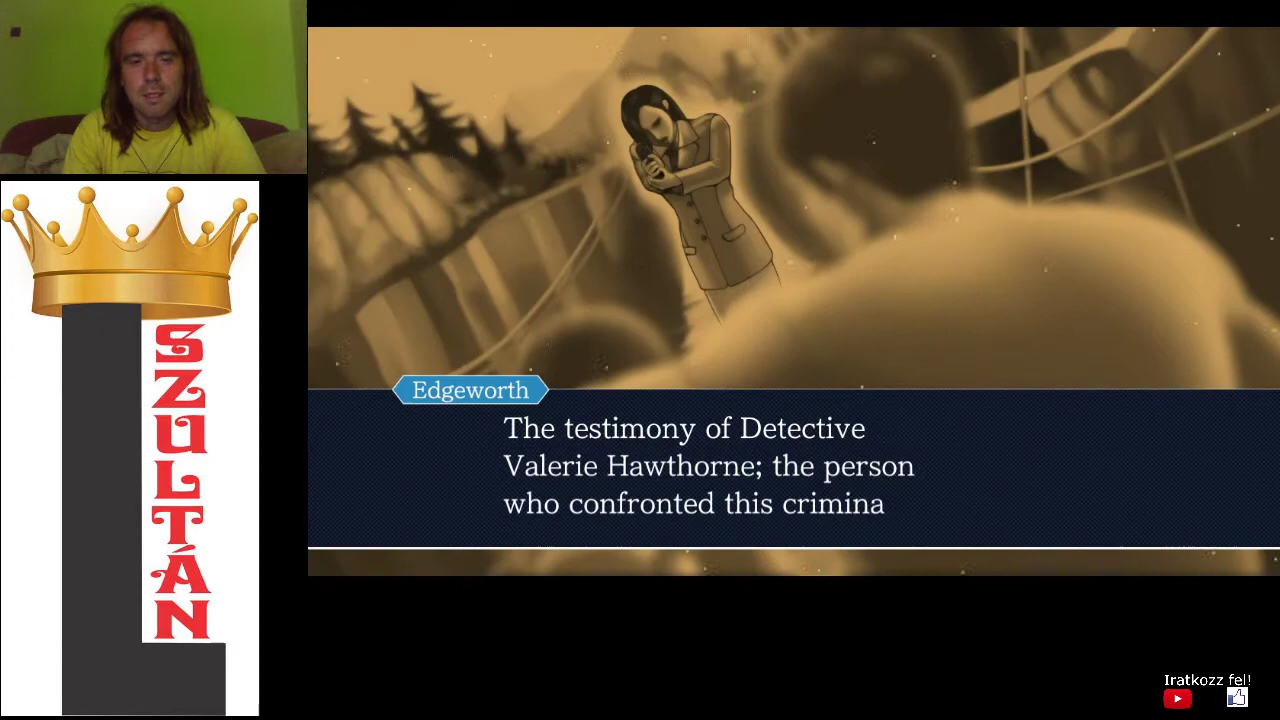 SZULTÁN
Edgeworth
The testimony of Detective
Valerie Hawthorne; the person
who confronted this crimina
Iratkozz fel!